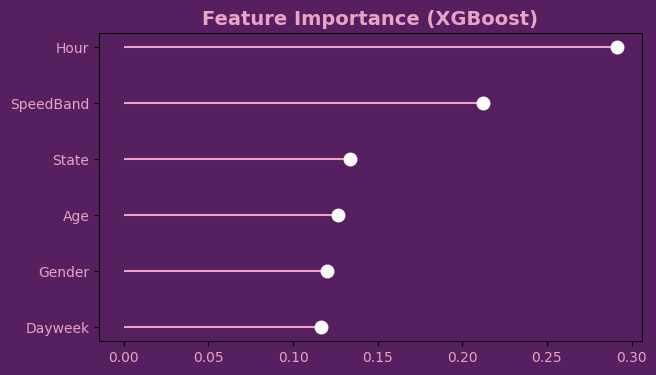 Feature Importance (XGBoost)
Hour
SpeedBand
State
Age
Gender
Dayweek
0.00 0.05 0.10 0.15 0.20 0.25 0.30